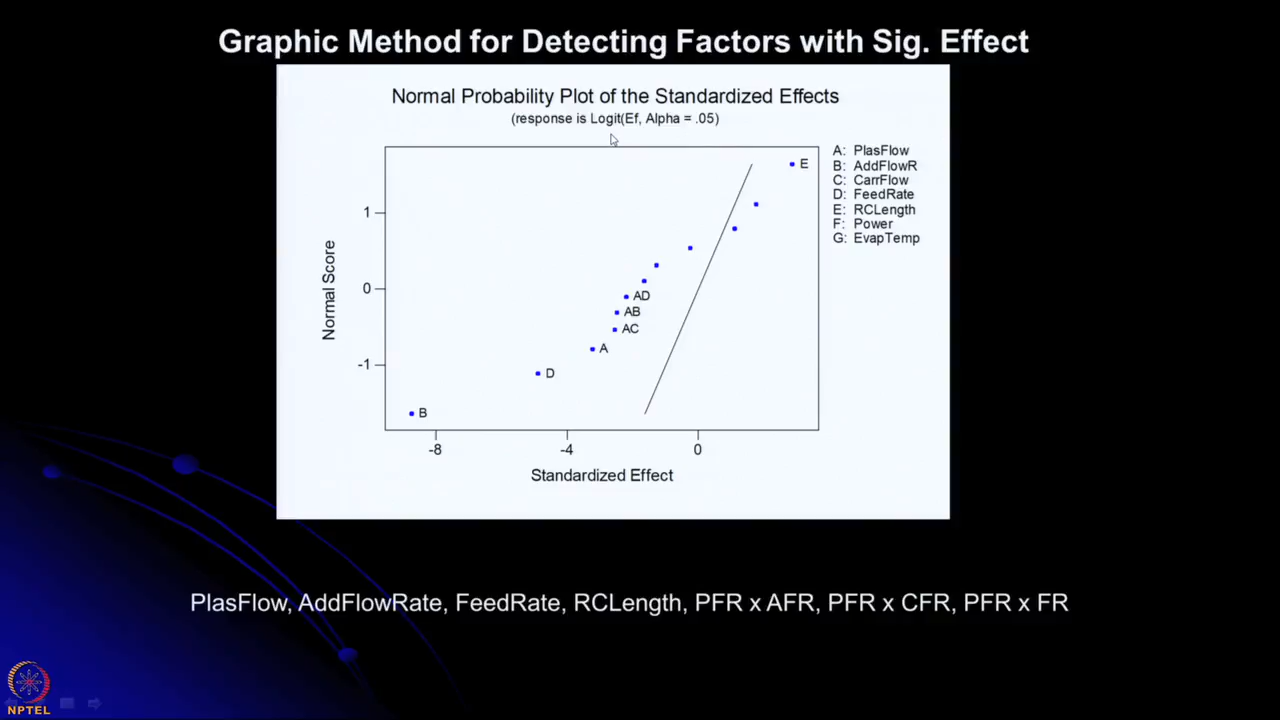 Graphic Method for Detecting Factors with Sig. Effect
Normal Probability Plot of the Standardized Effects
(response is Logit(Ef, Alpha = .05)
A: PlasFlow
B: AddFlowR
C: CarrFlow
D: FeedRate
E: RCLength
F: Power
G: EvapTemp
E
1
0
-1
Normal Score
AD
AB
AC
A
D
B
-8
-4
0
Standardized Effect
PlasFlow, AddFlowRate, FeedRate, RCLength, PFR x AFR, PFR x CFR, PFR x FR
NPTEL